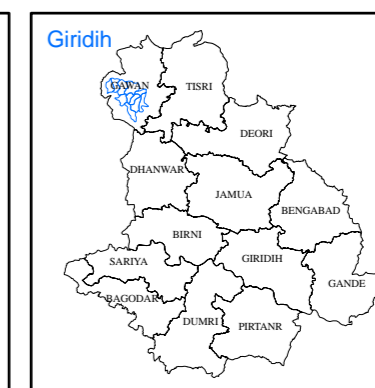 Giridih
GAWAN
TISRI
DEORI
DHANWAR
JAMUA
BENGABAD
BIRNI
SARIYA
GIRIDIH
GANDE
BAGODAR
DUMRI
PIRTANR